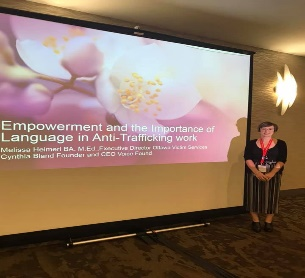 Empowerment and the Importance of
Language in Anti-Trafficking work
Melissa Heimerl BA, M.Ed ,Executive Director Ottawa Victim Services
Cynthia Bland Founder and CEO Voice Found